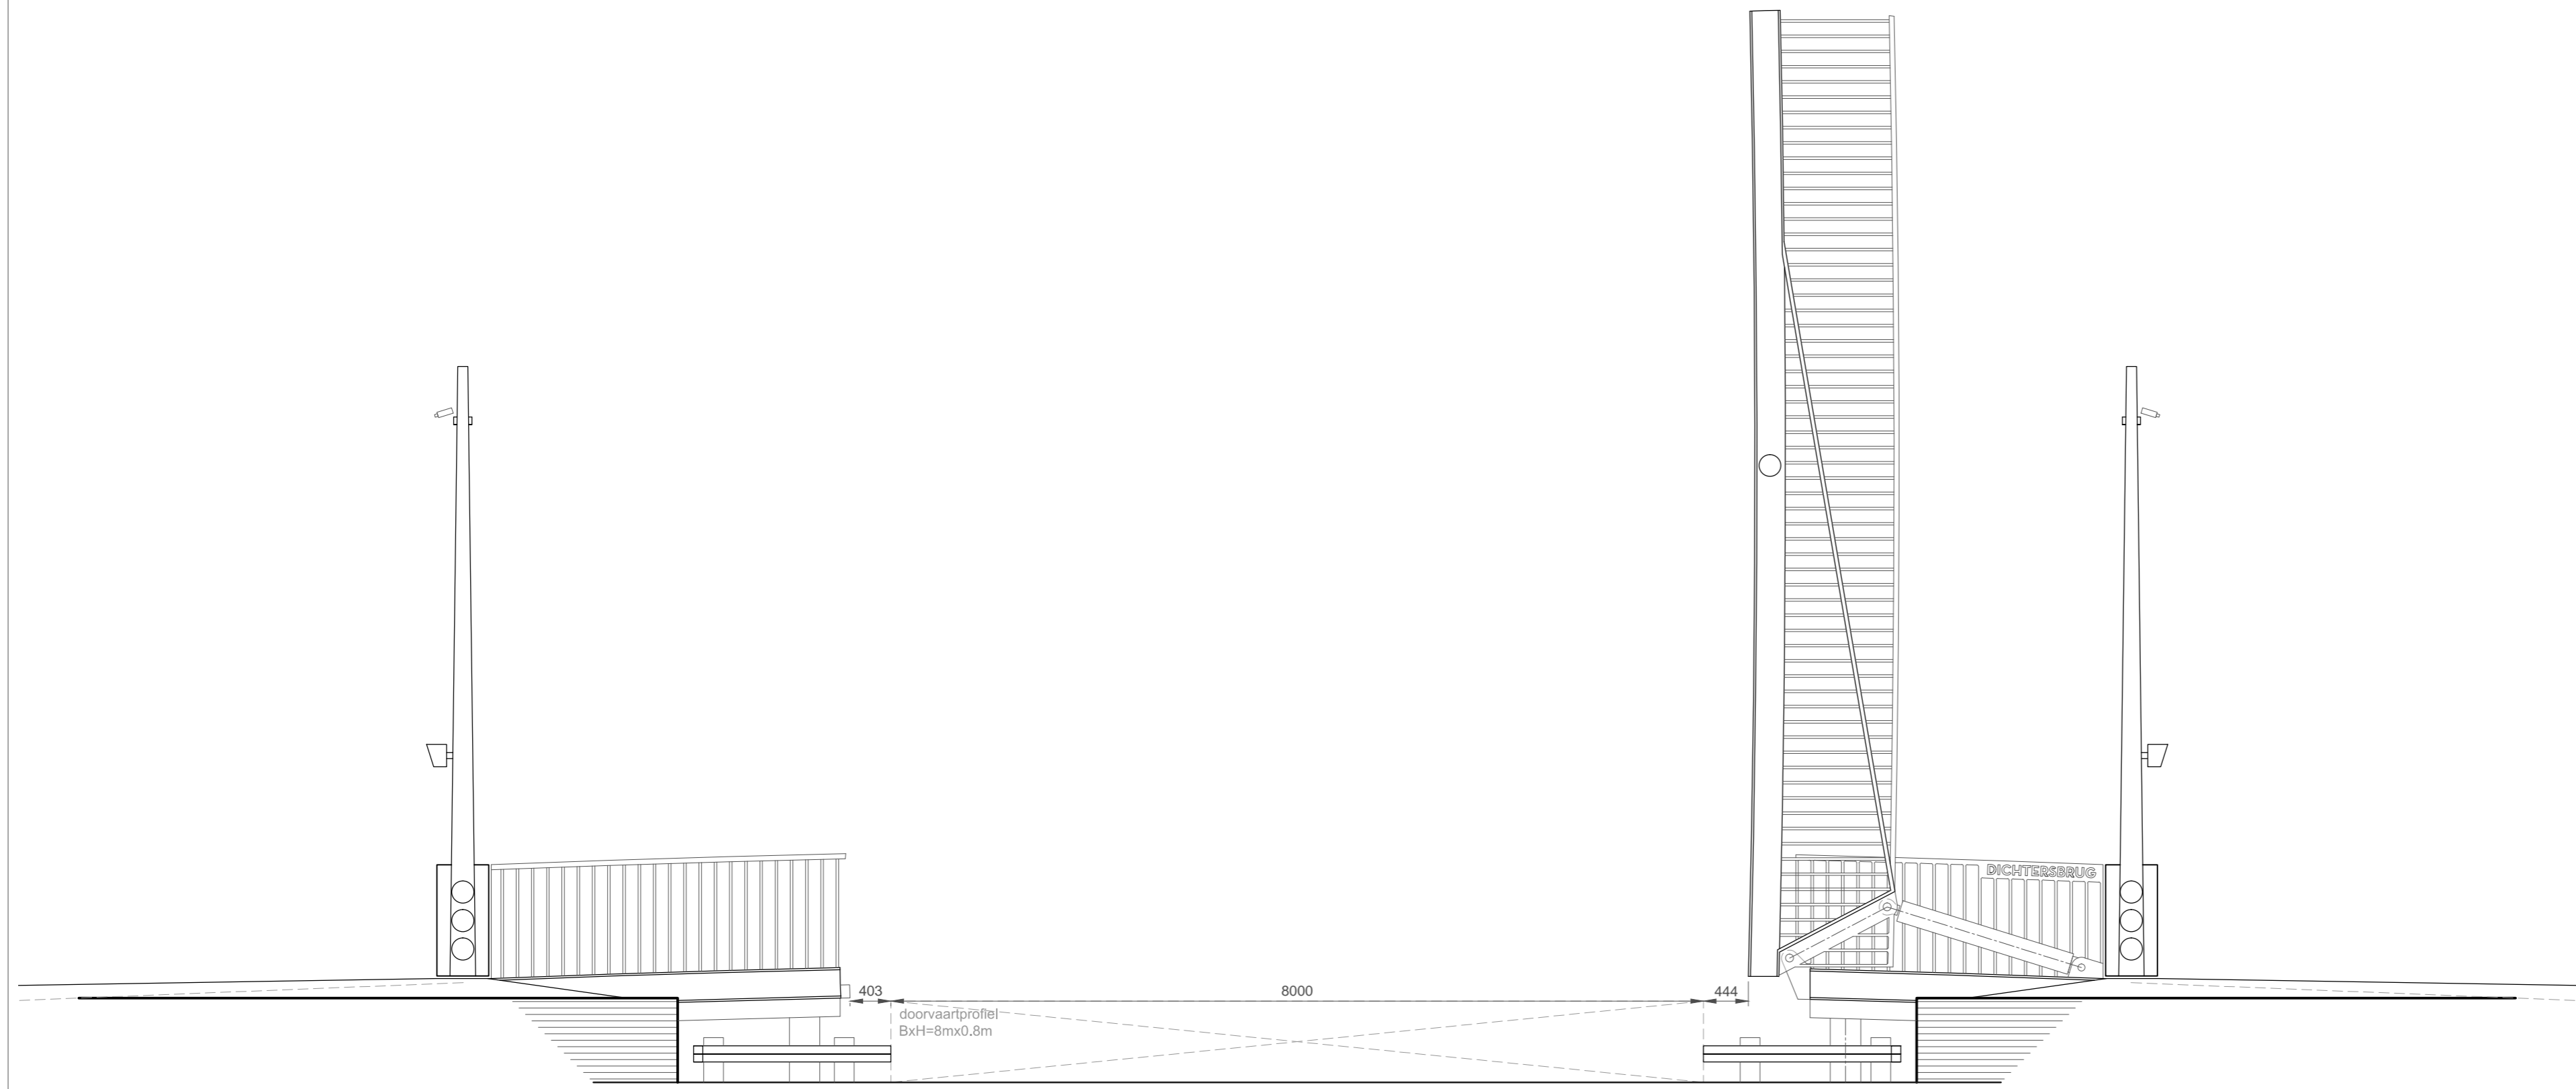 DICHTERSBRUG
403
8000
444
doorvaartprofiel
BxH=8mx0.8m